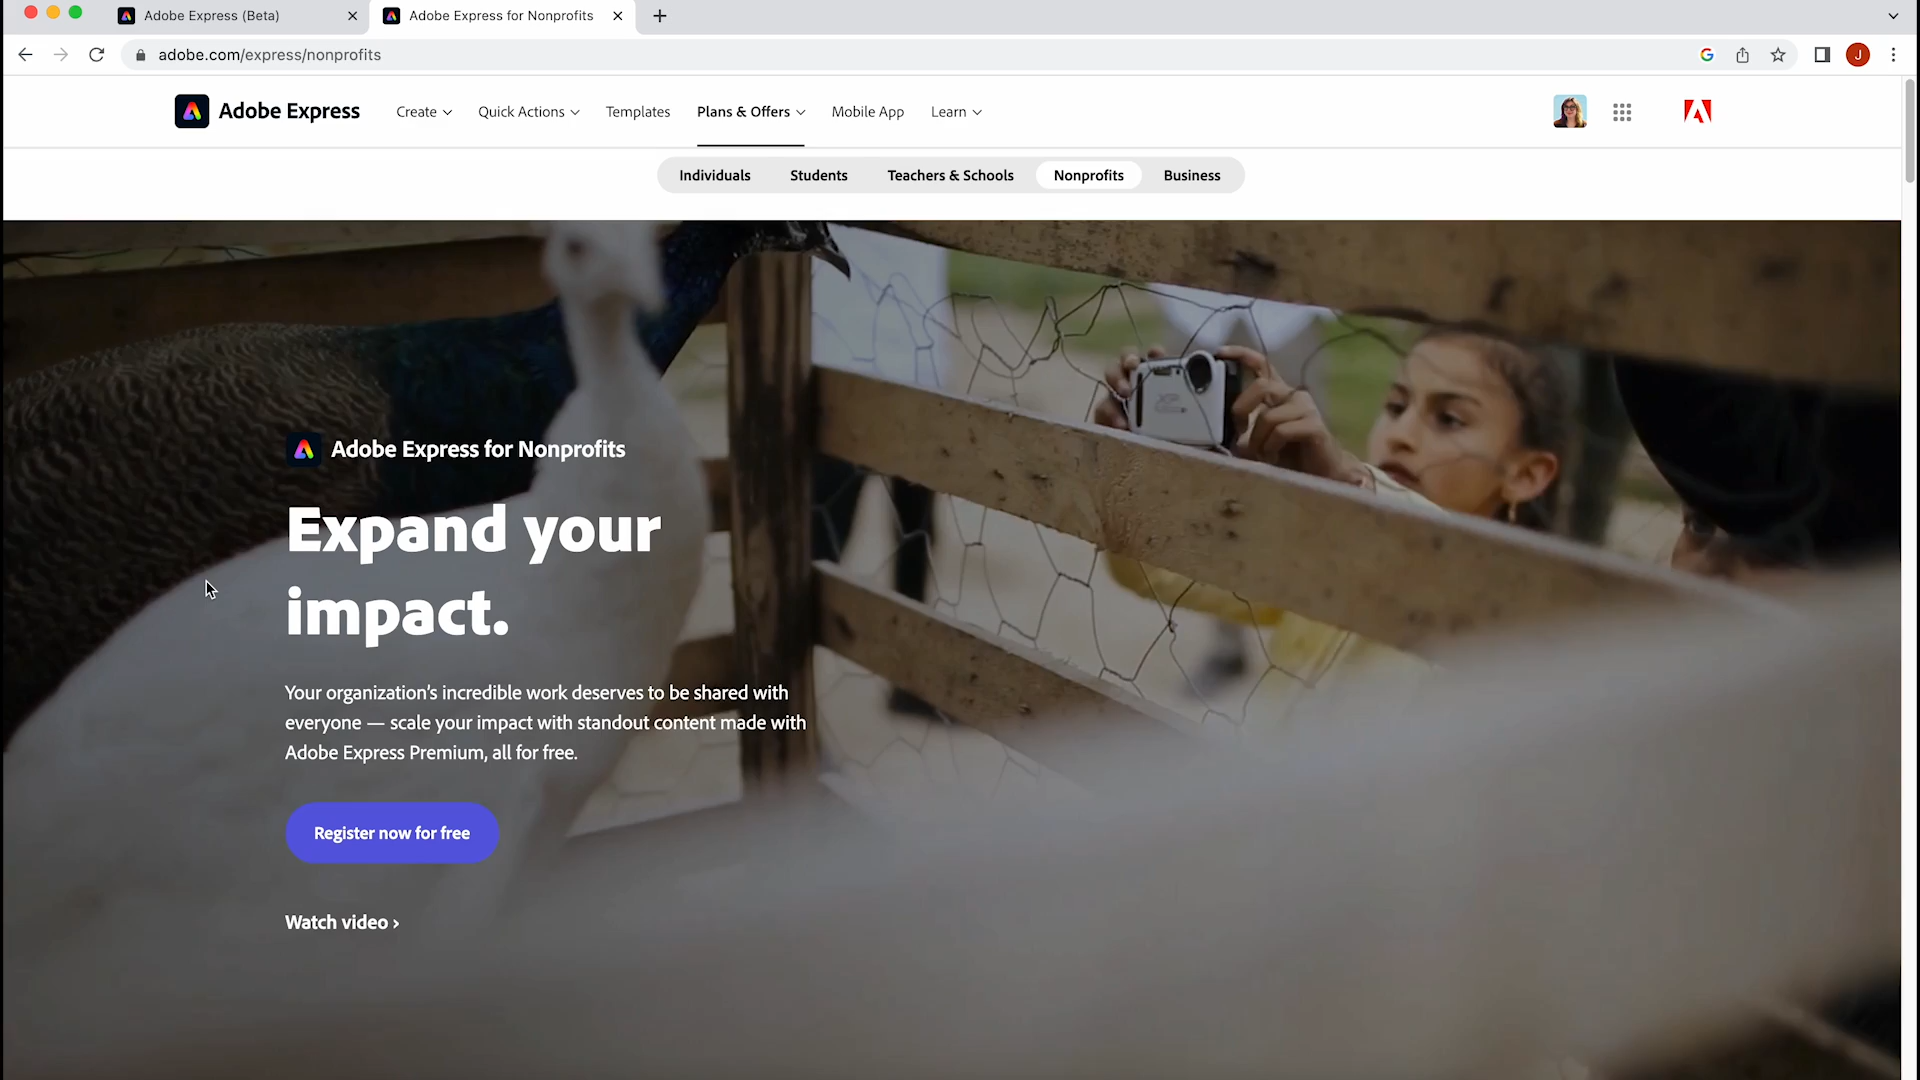 Adobe Express (Beta)
Adobe Express for Nonprofits
adobe.com/express/nonprofits
J
Adobe Express
Create
Quick Actions
Templates
Plans & Offers
Mobile App
Learn
Individuals
Students
Teachers & Schools
Nonprofits
Business
Adobe Express for Nonprofits
Expand your
impact.
Your organization's incredible work deserves to be shared with
everyone — scale your impact with standout content made with
Adobe Express Premium, all for free.
Register now for free
Watch video ›